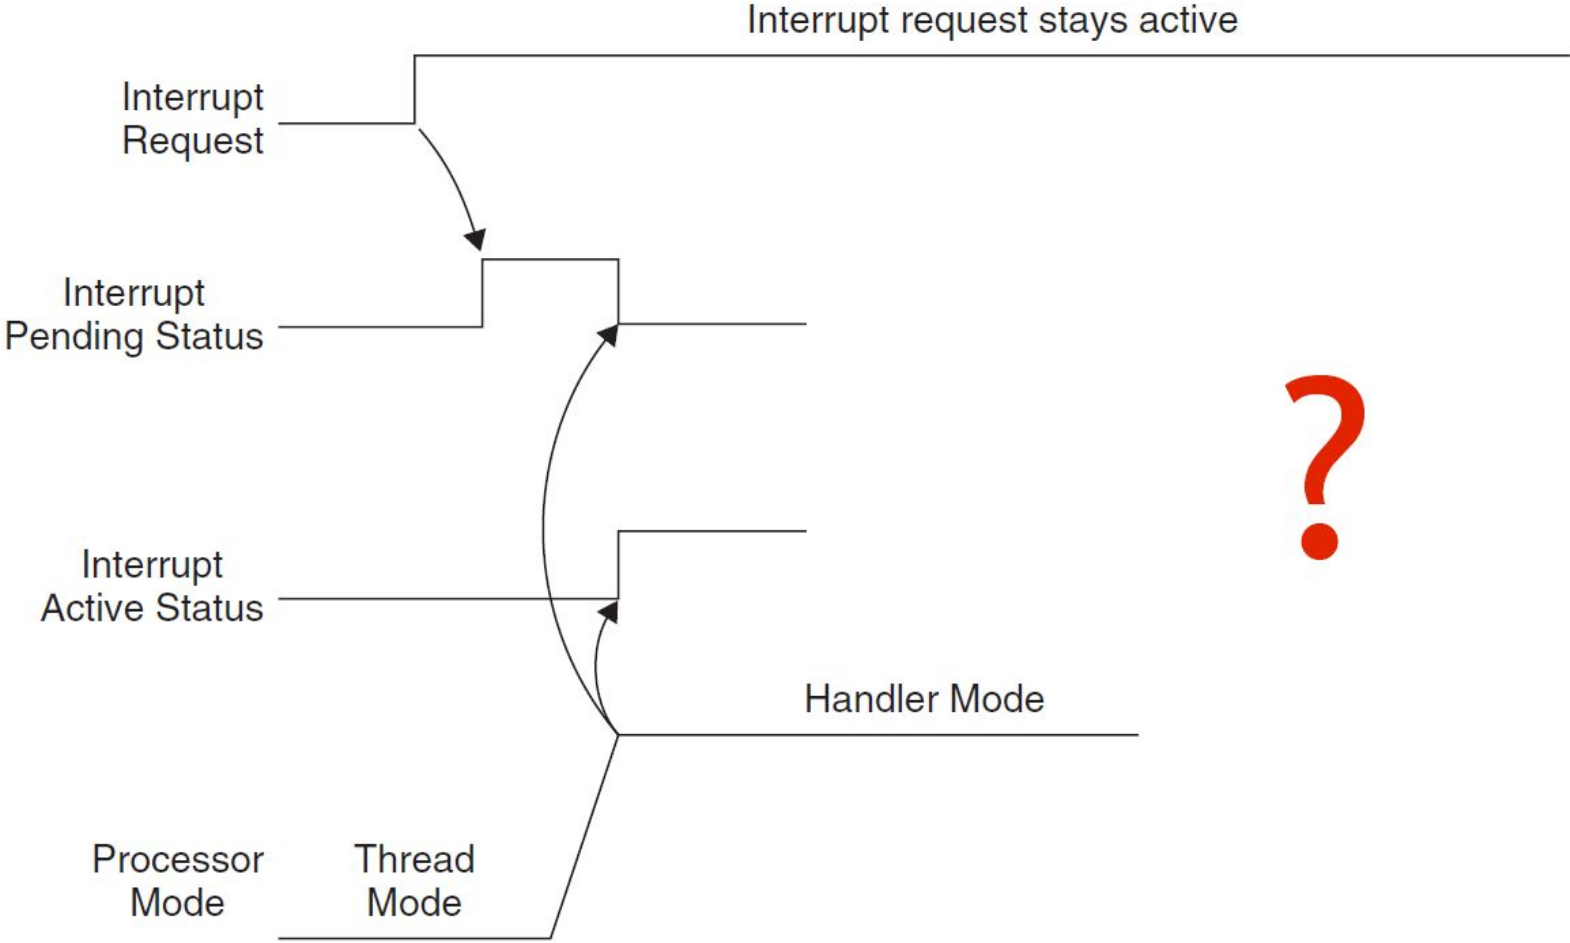 Interrupt request stays active
Interrupt
Request
Interrupt
Pending Status
?
Interrupt
Active Status
Handler Mode
Processor
Mode
Thread
Mode